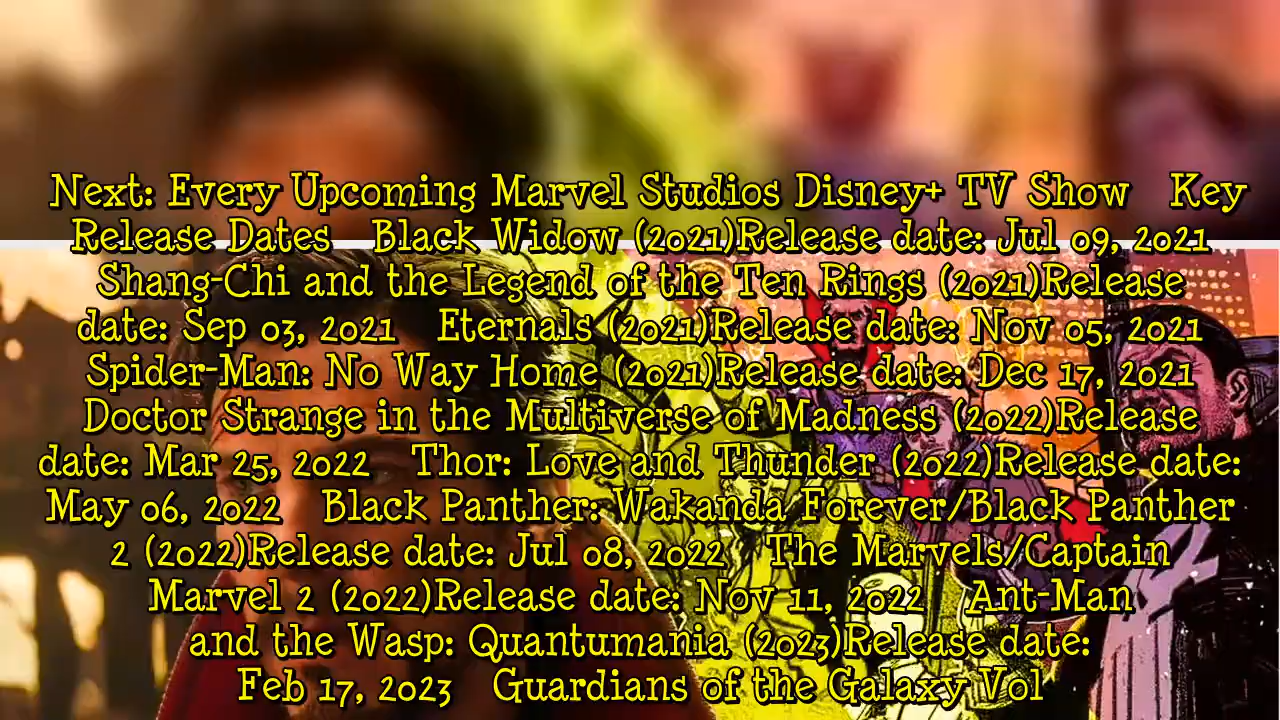 Next: Every Upcoming Marvel Studios Disney+ TV Show Key
Release Dates Black Widow (2021)Release date: Jul 09, 2021
Shang-Chi and the Legend of the Ten Rings (2021)Release
date: Sep 03, 2021 Eternals (2021)Release date: Nov 05, 2021
Spider-Man: No Way Home (2021)Release date: Dec 17, 2021
Doctor Strange in the Multiverse of Madness (2022)Release
date: Mar 25, 2022 Thor: Love and Thunder (2022)Release date:
May 06, 2022 Black Panther: Wakanda Forever/Black Panther
2 (2022)Release date: Jul 08, 2022 The Marvels/Captain
Marvel 2 (2022)Release date: Nov 11, 2022 Ant-Man
and the Wasp: Quantumania (2023)Release date:
Feb 17, 2023 Guardians of the Galaxy Vol